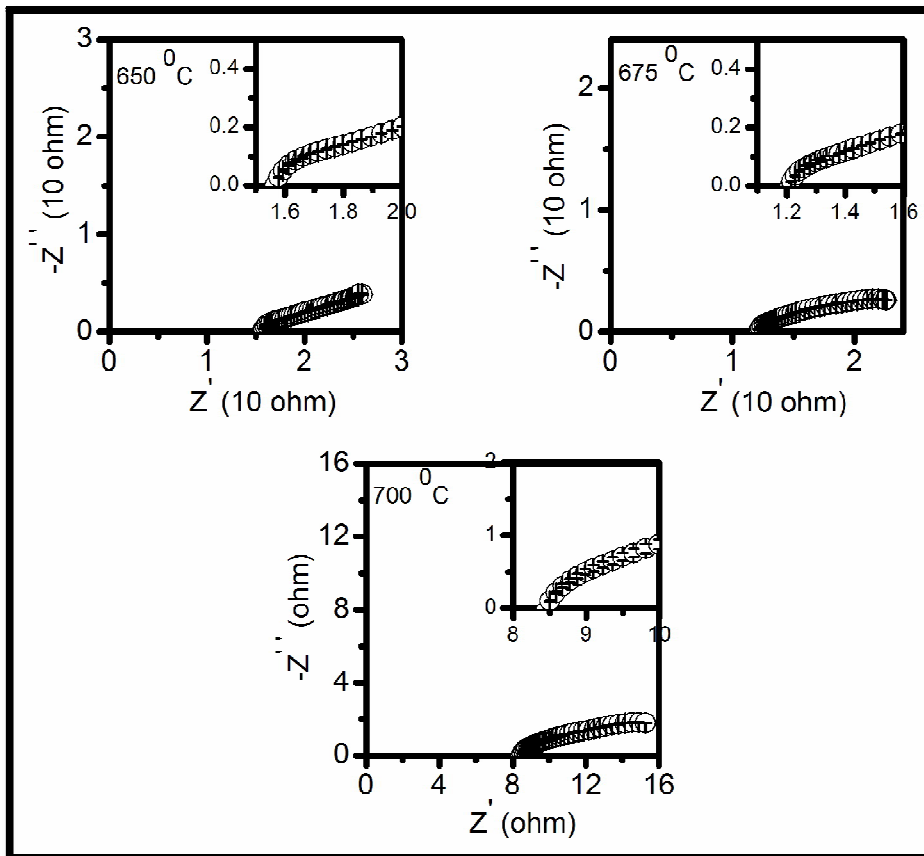 650 ⁰C
3
2
1
0
-Z'' (10 ohm)
0 1 2 3
Z' (10 ohm)
0.4
0.2
0.0
1.6 1.8 2.0
675 ⁰C
2
1
0
-Z'' (10 ohm)
0 1 2
Z' (10 ohm)
0.4
0.2
0.0
1.2 1.4 1.6
700 ⁰C
16
12
8
4
0
-Z'' (ohm)
0 4 8 12 16
Z' (ohm)
2
1
0
8 9 10